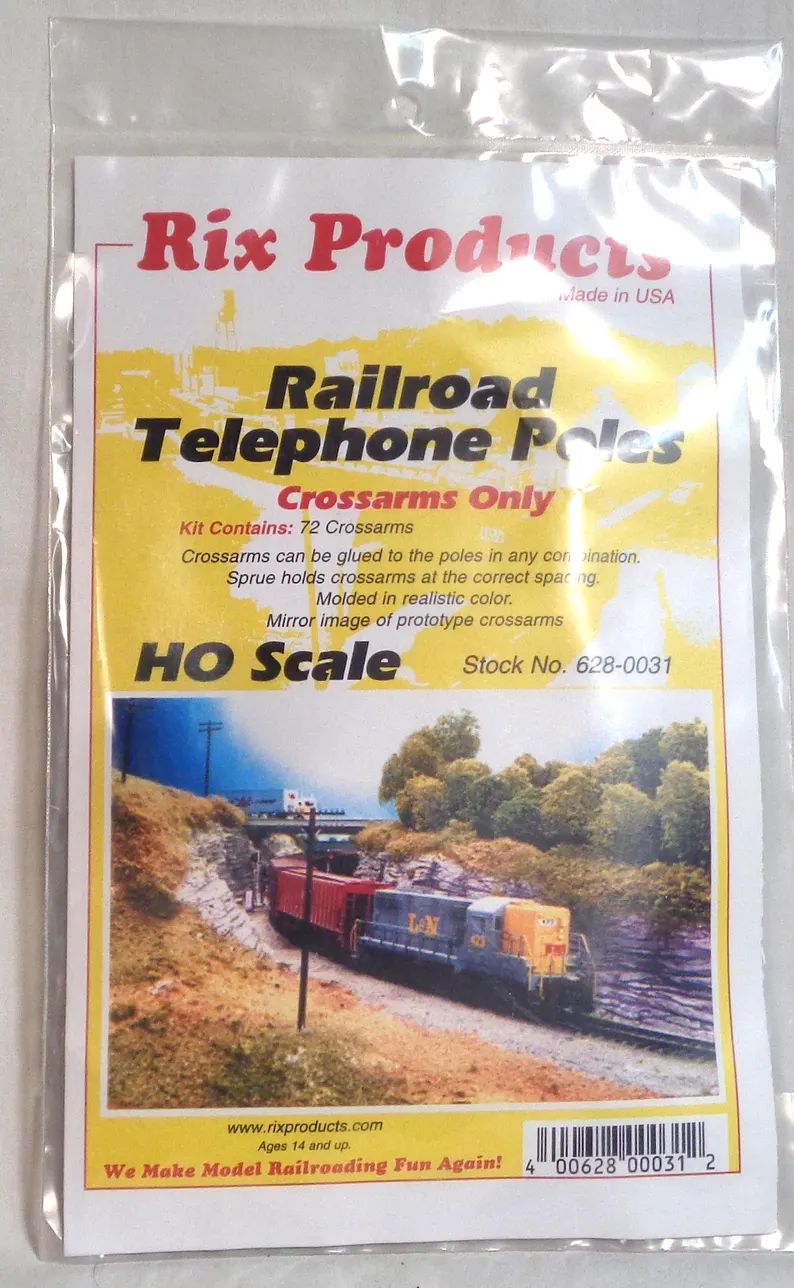 Rix Products
Made in USA
Railroad
Telephone Poles
Crossarms Only
Kit Contains: 72 Crossarms
Crossarms can be glued to the poles in any combination.
Sprue holds crossarms at the correct spacing.
Molded in realistic color.
Mirror image of prototype crossarms
HO Scale
Stock No. 628-0031
L&N
www.rixproducts.com
Ages 14 and up.
We Make Model Railroading Fun Again!
4 00628 00031 2